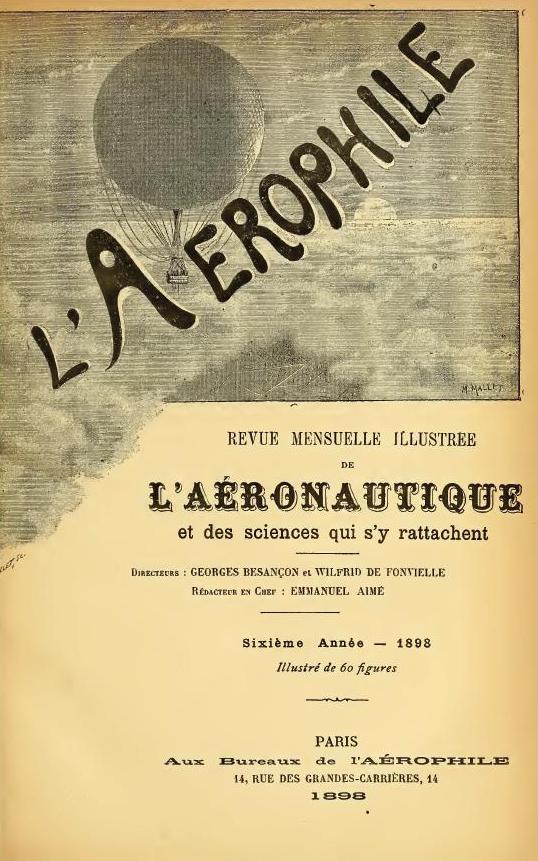 L'AEROPHILE
M. MALLET
REVUE MENSUELLE ILLUSTREE
DE
L'AÉRONAUTIQUE
et des sciences qui s'y rattachent
DIRECTEURS : GEORGES BESANÇON et WILFRID DE FONVIELLE
RÉDACTEUR EN CHEF : EMMANUEL AIMÉ
Sixième Année — 1898
Illustré de 60 figures
PARIS
Aux Bureaux de l'AÉROPHILE
14, RUE DES GRANDES-CARRIÈRES, 14
1898